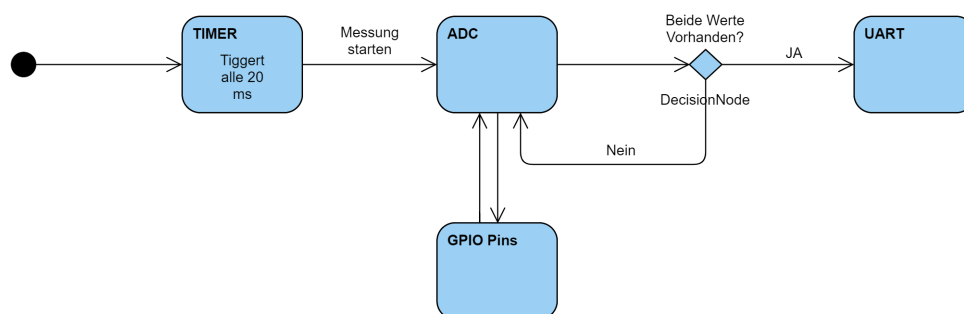 TIMER
Tiggert
alle 20
ms
Messung
starten
ADC
Beide Werte
Vorhanden?
DecisionNode
JA
UART
Nein
GPIO Pins